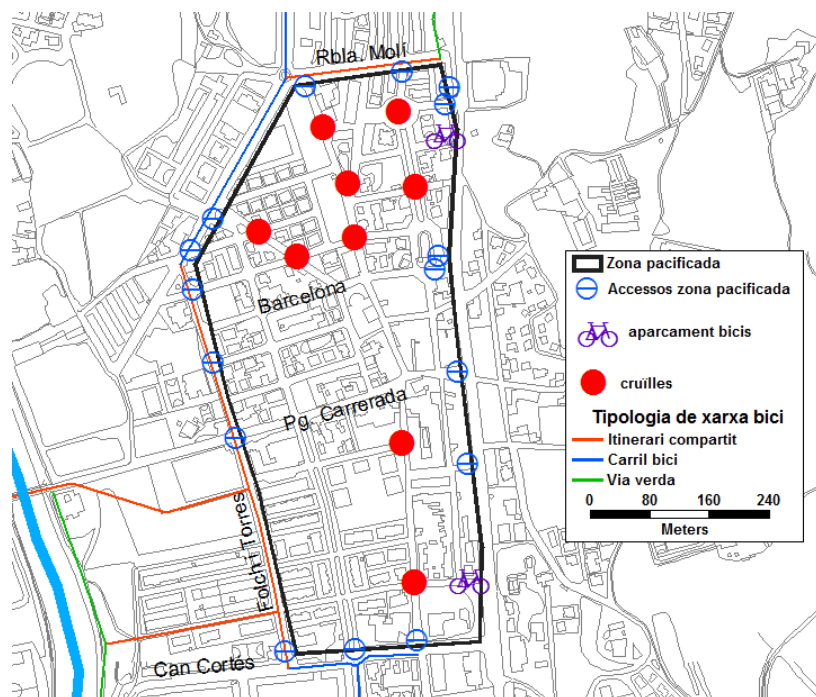 Rbla. Molí
Barcelona
Pg. Carrerada
Folch i Torres
Can Cortés
Zona pacificada
Accessos zona pacificada
aparcament bicis
cruïlles
Tipologia de xarxa bici
Itinerari compartit
Carril bici
Via verda
0 80 160 240
Meters